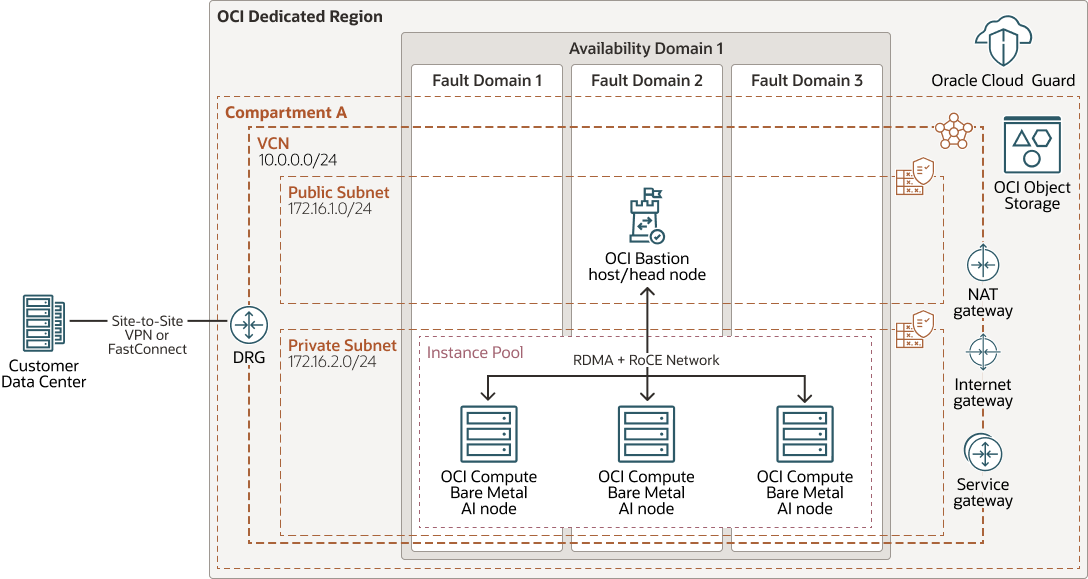 OCI Dedicated Region
Availability Domain 1
Fault Domain 1
Fault Domain 2
Fault Domain 3
Oracle Cloud Guard
Compartment A
VCN
10.0.0.0/24
OCI Object
Storage
Public Subnet
172.16.1.0/24
OCI Bastion
host/head node
NAT
gateway
Customer
Data Center
Site-to-Site
VPN or
FastConnect
DRG
Private Subnet
172.16.2.0/24
Instance Pool
RDMA + RoCE Network
Internet
gateway
OCI Compute
Bare Metal
AI node
OCI Compute
Bare Metal
AI node
OCI Compute
Bare Metal
AI node
Service
gateway